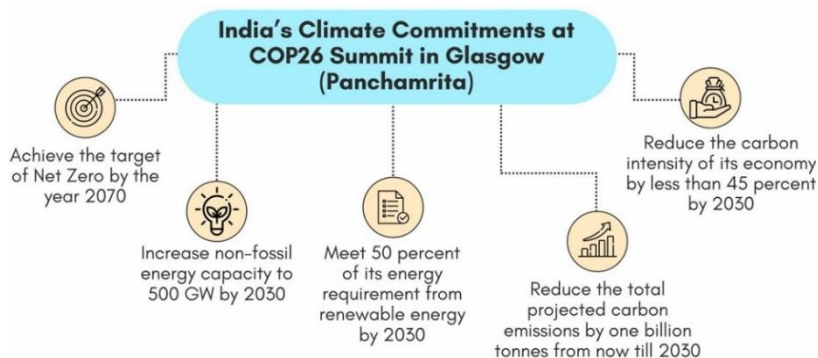 India's Climate Commitments at
COP26 Summit in Glasgow
(Panchamrita)
Achieve the target
of Net Zero by the
year 2070
Increase non-fossil
energy capacity to
500 GW by 2030
Meet 50 percent
of its energy
requirement from
renewable energy
by 2030
Reduce the total
projected carbon
emissions by one billion
tonnes from now till 2030
Reduce the carbon
intensity of its economy
by less than 45 percent
by 2030